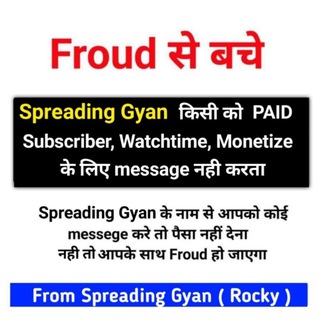 Froud से बचे
Spreading Gyan किसी को PAID
Subscriber, Watchtime, Monetize
के लिए message नही करता
Spreading Gyan के नाम से आपको कोई
messege करे तो पैसा नहीं देना
नही तो आपके साथ Froud हो जाएगा
From Spreading Gyan ( Rocky )